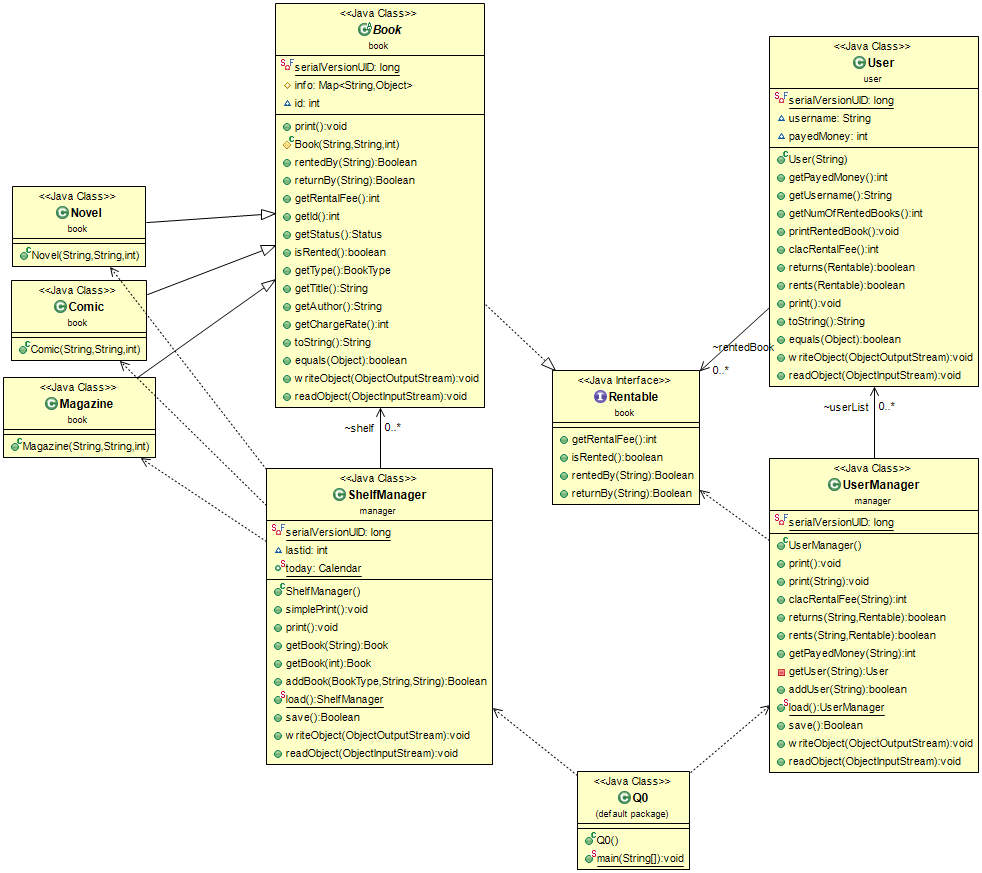 <<Java Class>>
Book
book
serialVersionUID: long
info: Map<String,Object>
id: int
print():void
Book(String,String,int)
rentedBy(String):Boolean
returnBy(String):Boolean
getRentalFee():int
getId():int
getStatus():Status
isRented():boolean
getType():BookType
getTitle():String
getAuthor():String
getChargeRate():int
toString():String
equals(Object):boolean
writeObject(ObjectOutputStream):void
readObject(ObjectInputStream):void
<<Java Class>>
User
user
serialVersionUID: long
username: String
payedMoney: int
User(String)
getPayedMoney():int
getUsername():String
getNumOfRentedBooks():int
printRentedBook():void
clacRentalFee():int
returns(Rentable):boolean
rents(Rentable):boolean
print():void
toString():String
equals(Object):boolean
writeObject(ObjectOutputStream):void
readObject(ObjectInputStream):void
<<Java Class>>
Novel
book
Novel(String,String,int)
<<Java Class>>
Comic
book
Comic(String,String,int)
<<Java Class>>
Magazine
book
Magazine(String,String,int)
~rentedBook
0..*
<<Java Interface>>
Rentable
book
getRentalFee():int
isRented():boolean
rentedBy(String):Boolean
returnBy(String):Boolean
~shelf 0..*
~userList 0..*
<<Java Class>>
ShelfManager
manager
serialVersionUID: long
lastid: int
today: Calendar
ShelfManager()
simplePrint():void
print():void
getBook(String):Book
getBook(int):Book
addBook(BookType,String,String):Boolean
load():ShelfManager
save():Boolean
writeObject(ObjectOutputStream):void
readObject(ObjectInputStream):void
<<Java Class>>
UserManager
manager
serialVersionUID: long
UserManager()
print():void
print(String):void
clacRentalFee(String):int
returns(String,Rentable):boolean
rents(String,Rentable):boolean
getPayedMoney(String):int
getUser(String):User
addUser(String):boolean
load():UserManager
save():Boolean
writeObject(ObjectOutputStream):void
readObject(ObjectInputStream):void
<<Java Class>>
Q0
(default package)
Q0()
main(String[]):void